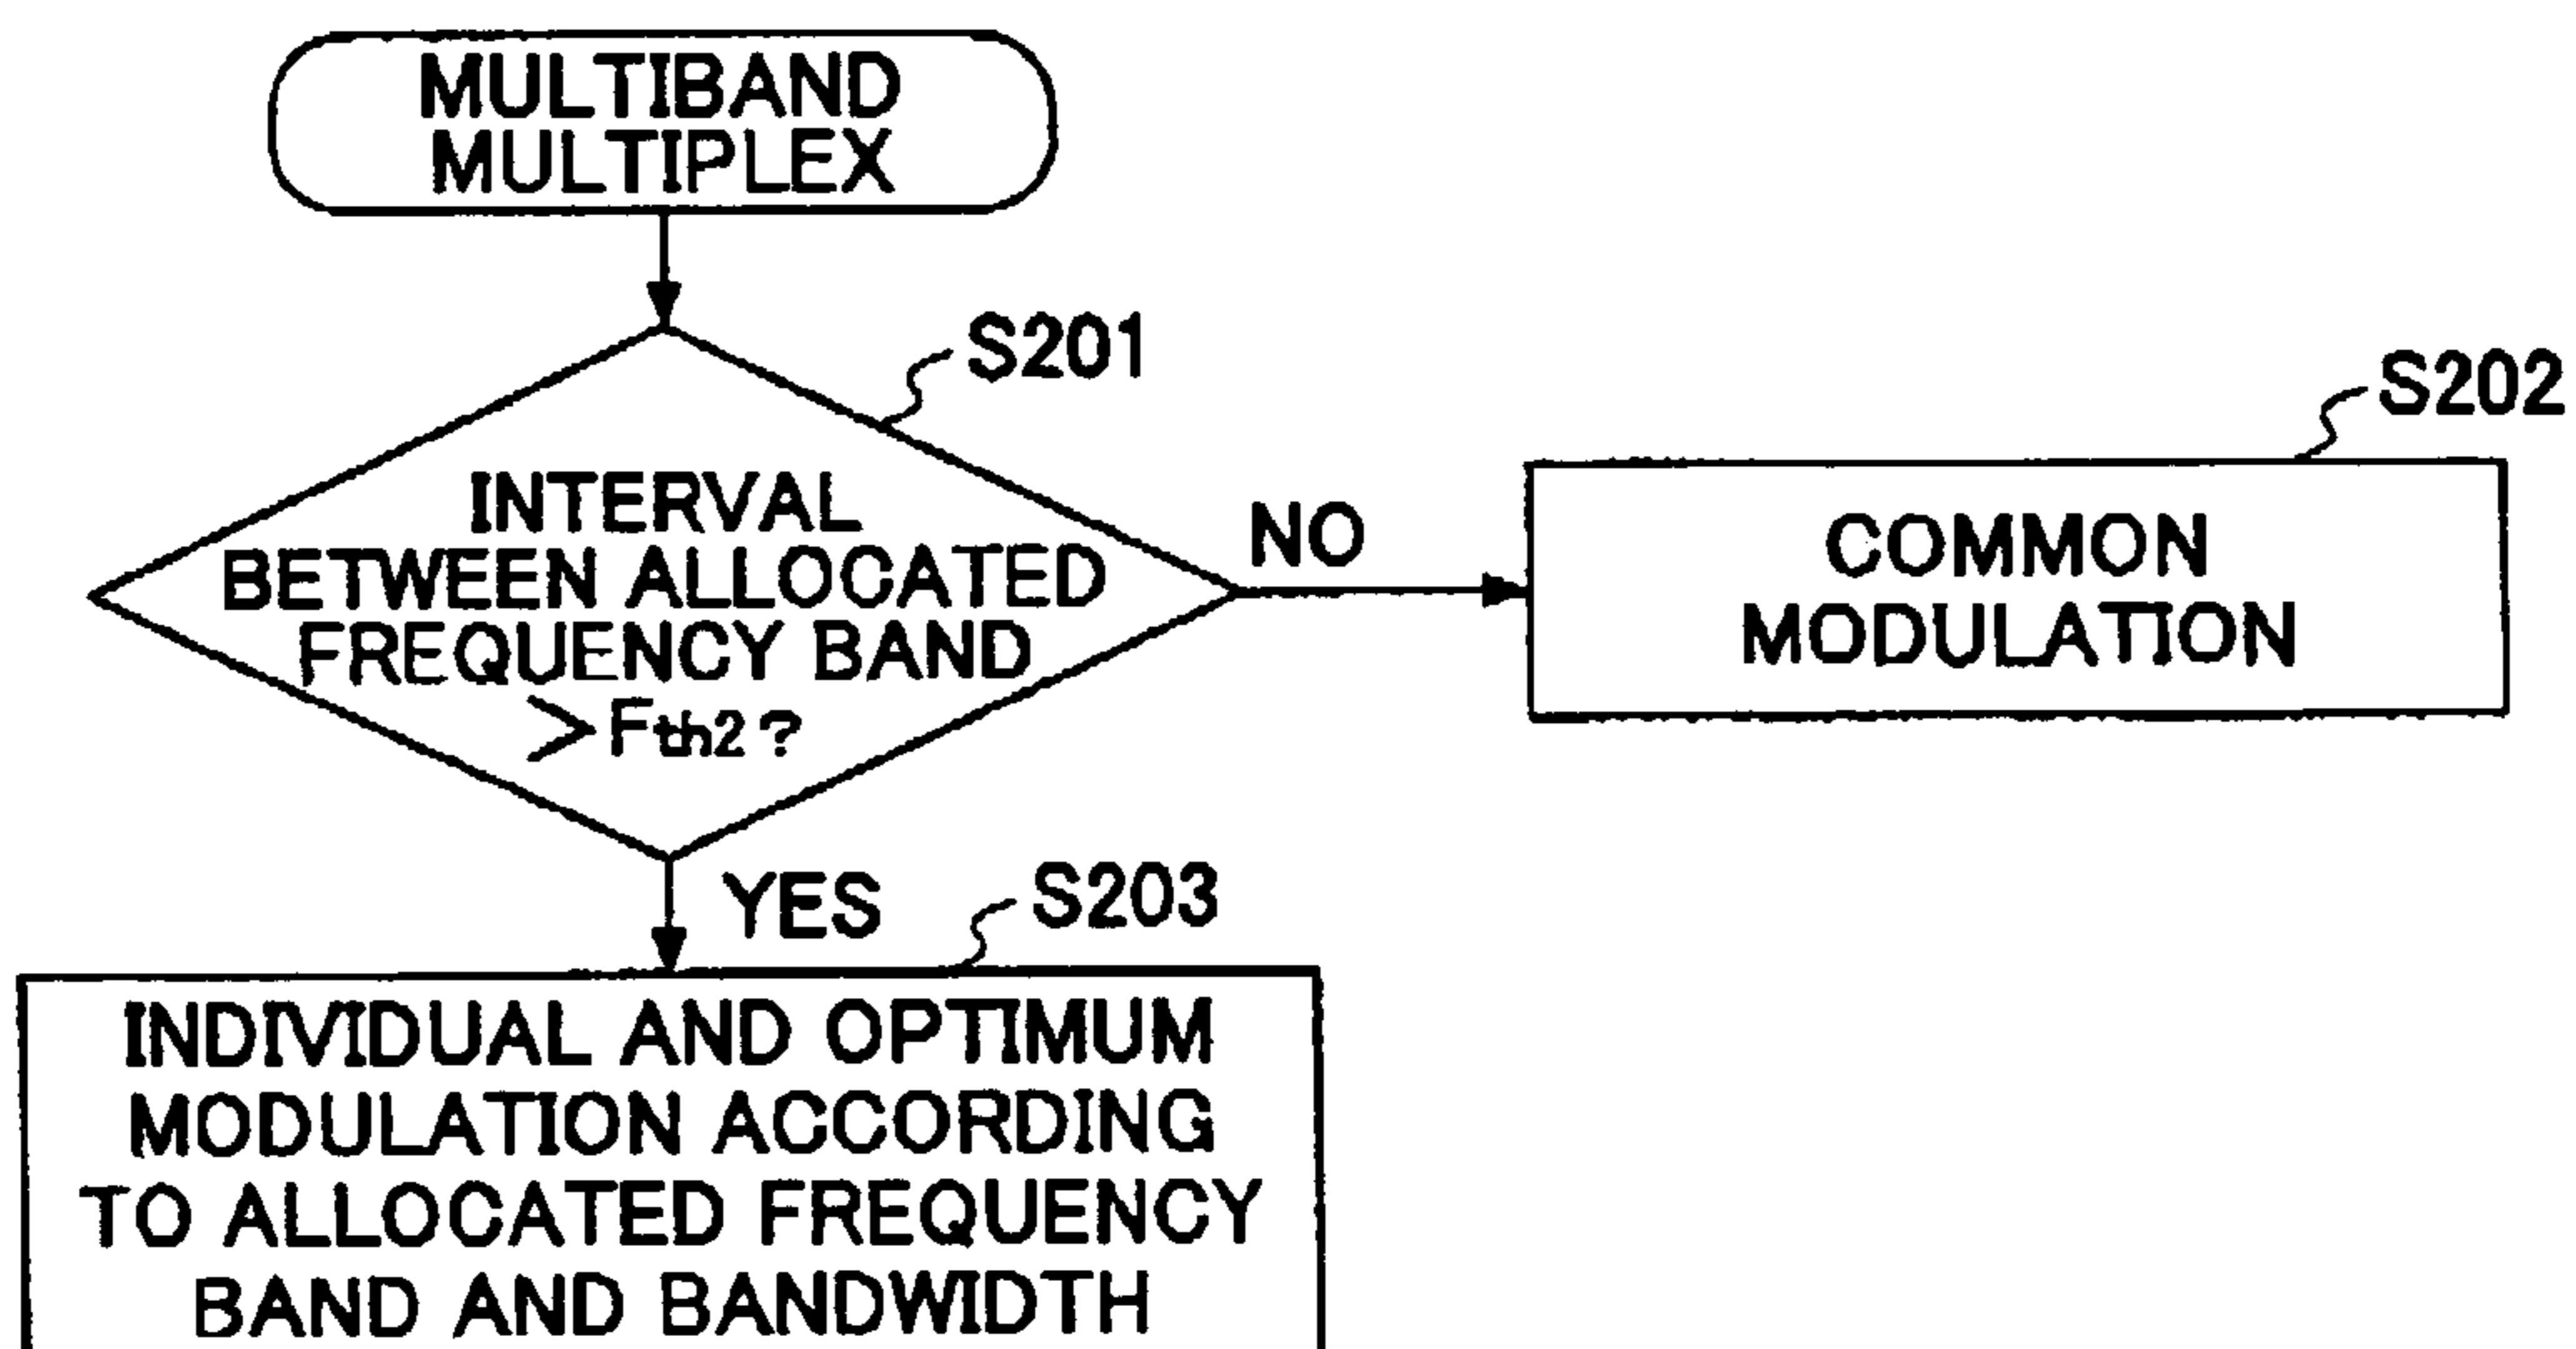 MULTIBAND
MULTIPLEX
S201
INTERVAL
BETWEEN ALLOCATED
FREQUENCY BAND
>Fth2?
NO
S202
COMMON
MODULATION
YES
S203
INDIVIDUAL AND OPTIMUM
MODULATION ACCORDING
TO ALLOCATED FREQUENCY
BAND AND BANDWIDTH